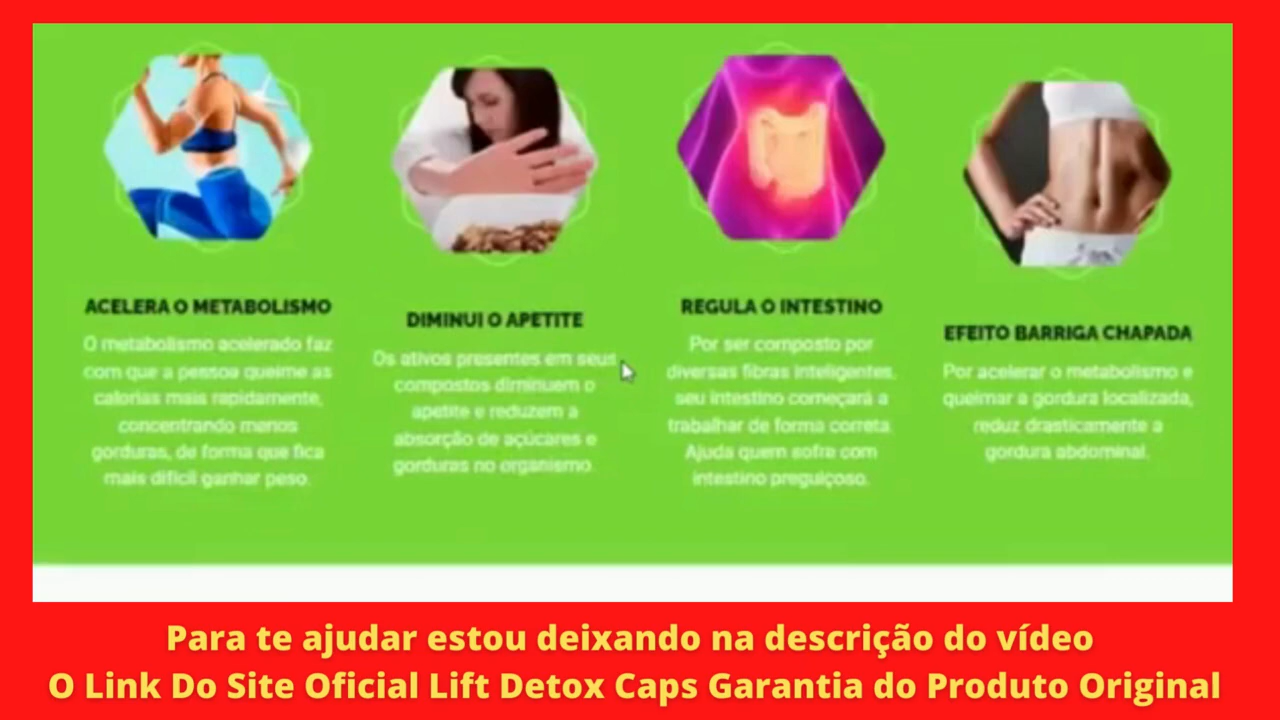 ACELERA O METABOLISMO
O metabolismo acelerado faz
com que a pessoa queime as
calorias mais rapidamente,
concentrando menos
gorduras, de forma que fica
mais difícil ganhar peso.
DIMINUI O APETITE
Os ativos presentes em seus
compostos diminuem o
apetite e reduzem a
absorção de açúcares e
gorduras no organismo.
REGULA O INTESTINO
Por ser composto por
diversas fibras inteligentes,
seu intestino começará a
trabalhar de forma correta.
Ajuda quem sofre com
intestino preguiçoso.
EFEITO BARRIGA CHAPADA
Por acelerar o metabolismo e
queimar a gordura localizada,
reduz drasticamente a
gordura abdominal.
Para te ajudar estou deixando na descrição do vídeo
O Link Do Site Oficial Lift Detox Caps Garantia do Produto Original